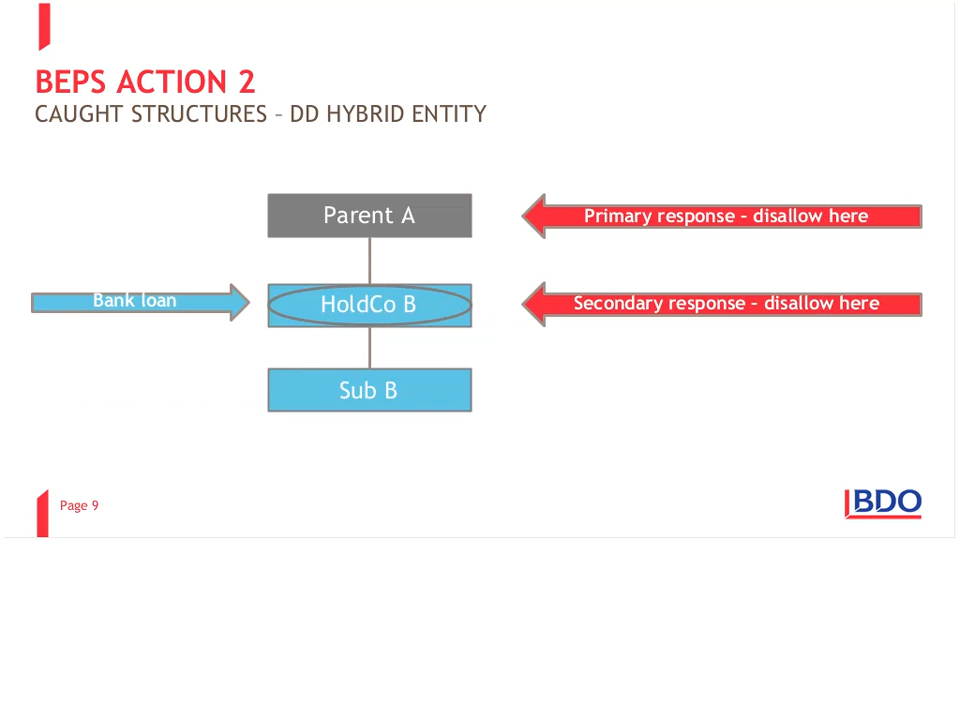 BEPS ACTION 2
CAUGHT STRUCTURES – DD HYBRID ENTITY
Parent A
Primary response – disallow here
Bank loan
HoldCo B
Secondary response – disallow here
Sub B
Page 9
BDO